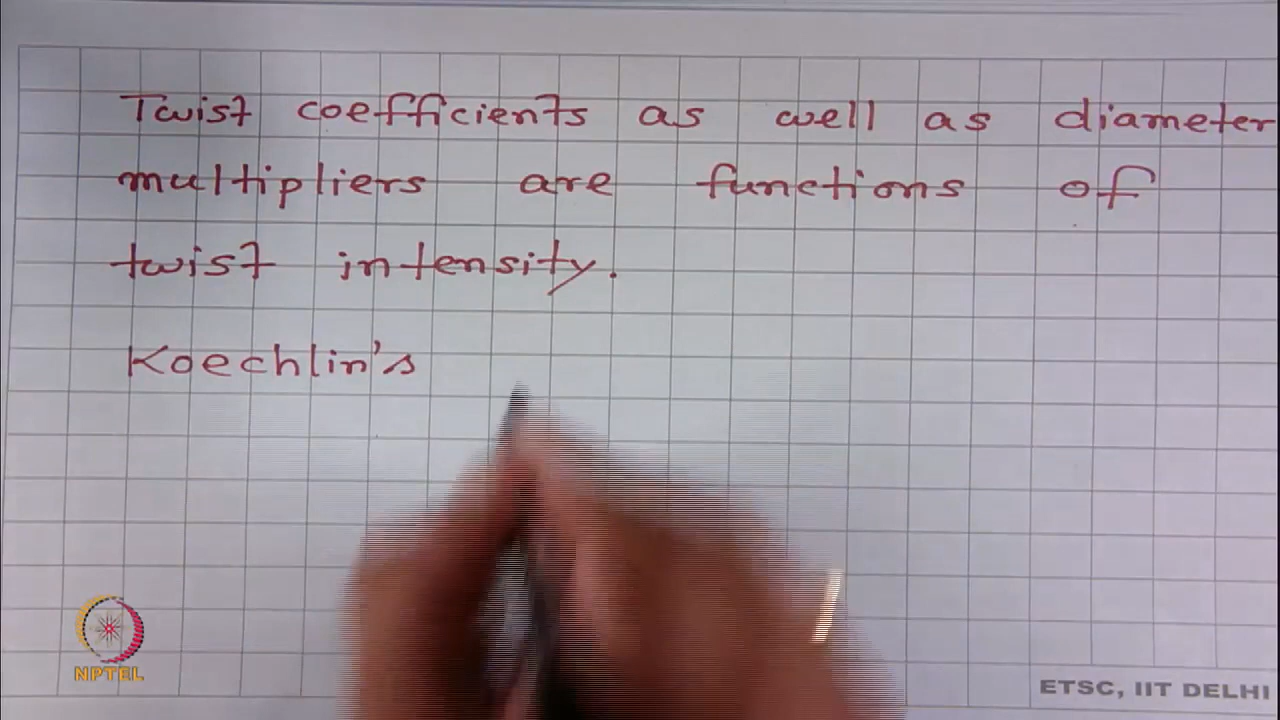 Twist coefficients as well as diameter
multipliers are functions of
twist intensity.
Koechlin's
NPTEL
ETSC, IIT DELHI